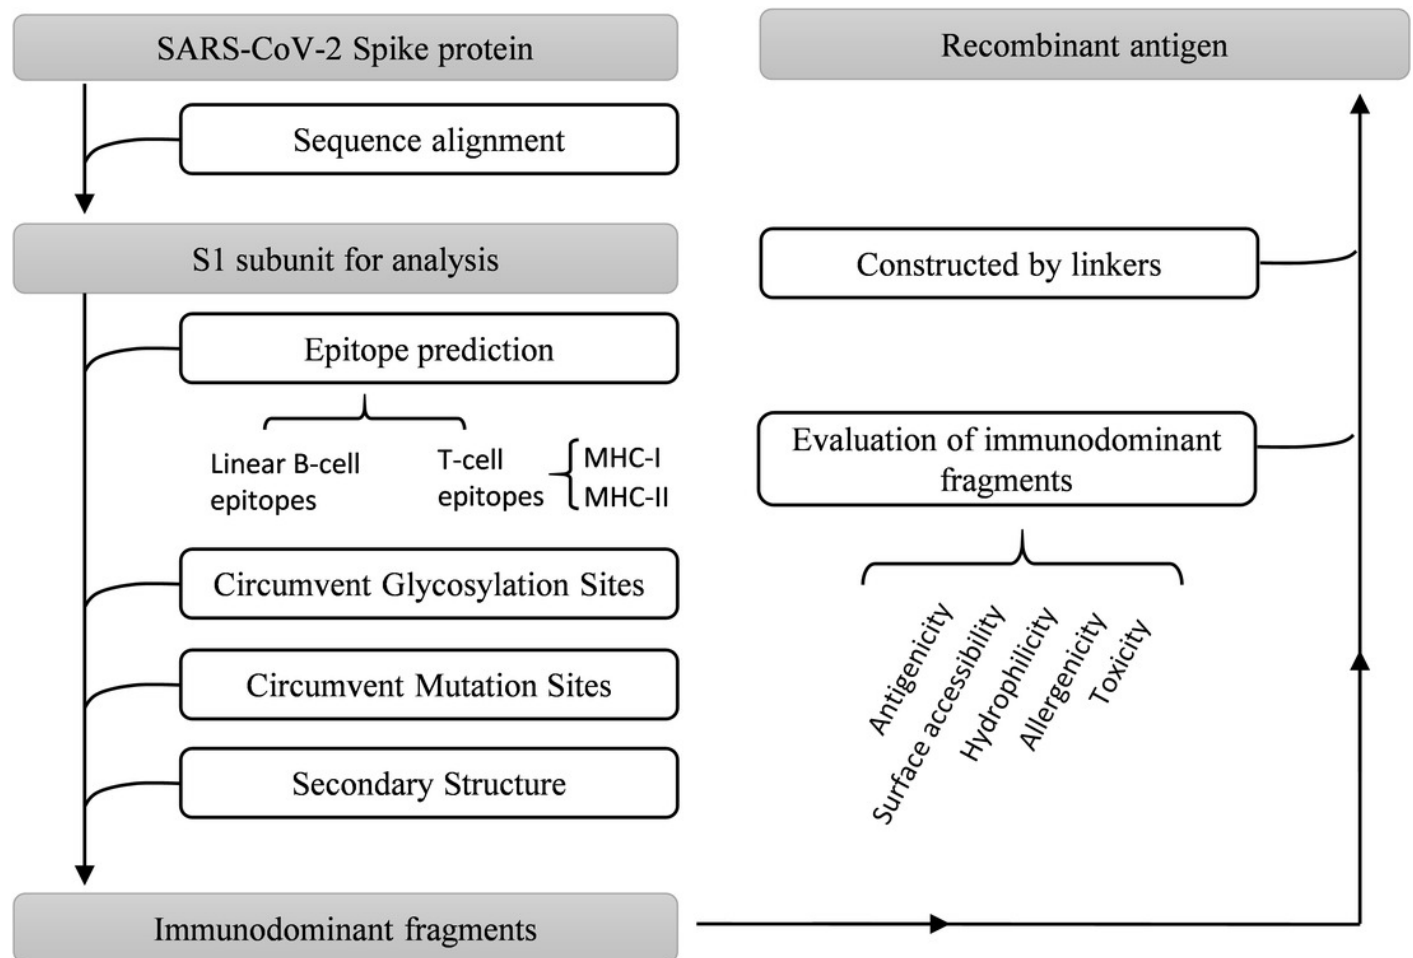 SARS-CoV-2 Spike protein
Sequence alignment
S1 subunit for analysis
Epitope prediction
Linear B-cell
epitopes
T-cell
epitopes
MHC-I
MHC-II
Circumvent Glycosylation Sites
Circumvent Mutation Sites
Secondary Structure
Immunodominant fragments
Recombinant antigen
Constructed by linkers
Evaluation of immunodominant
fragments
Antigenicity
Surface accessibility
Hydrophilicity
Allergenicity
Toxicity